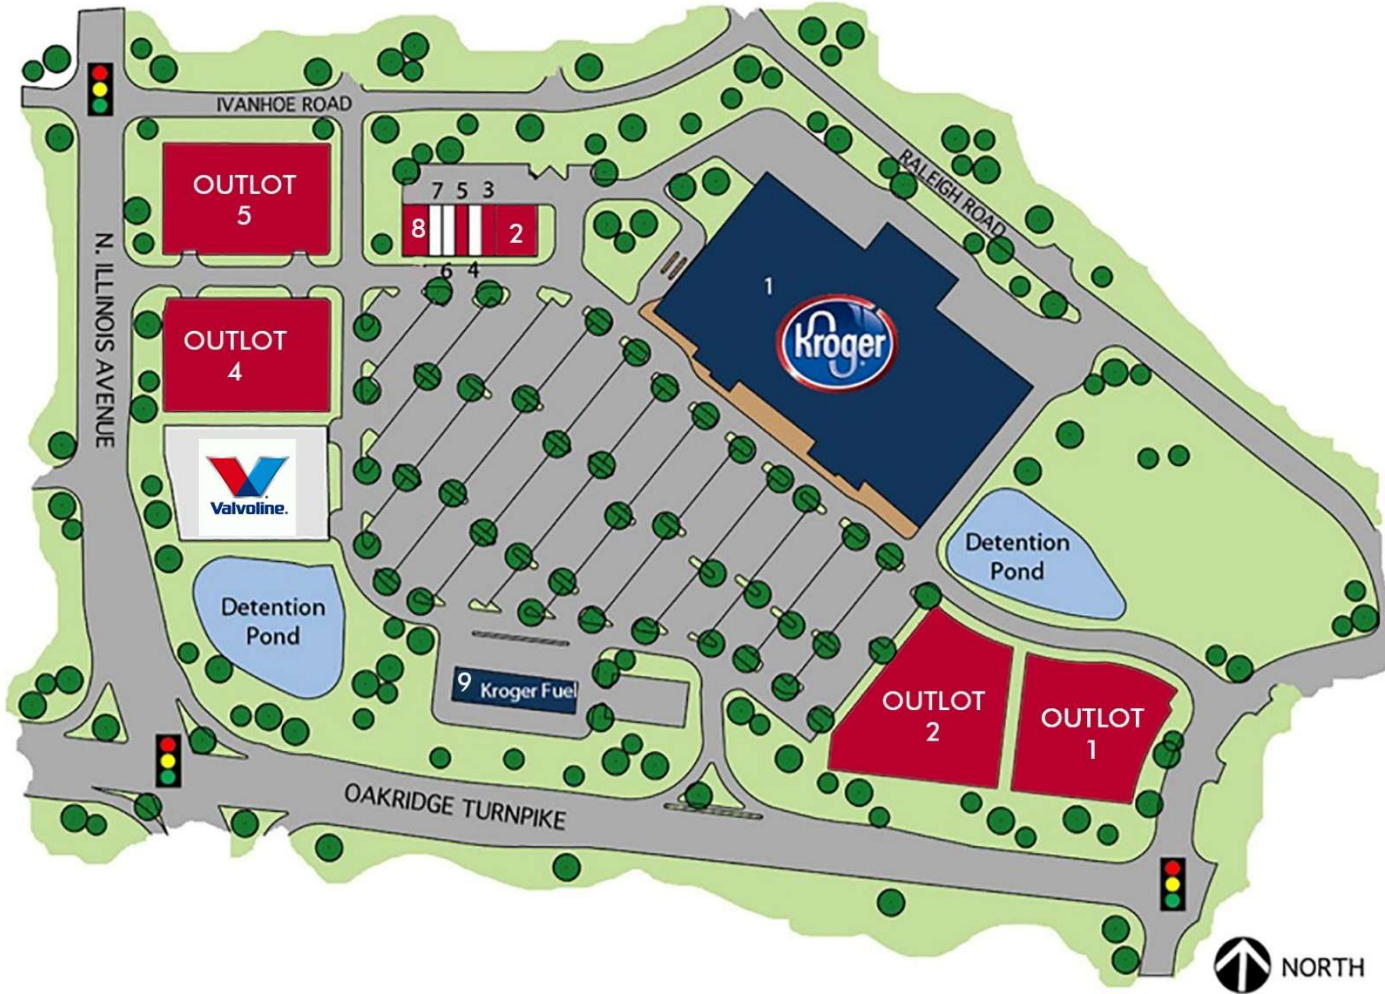 IVANHOE ROAD
RALEIGH ROAD
N. ILLINOIS AVENUE
OUTLOT
5
7 5 3
8
2
6 4
1
Kroger
OUTLOT
4
Valvoline.
Detention
Pond
Detention
Pond
9 Kroger Fuel
OUTLOT
2
OUTLOT
1
OAKRIDGE TURNPIKE
NORTH